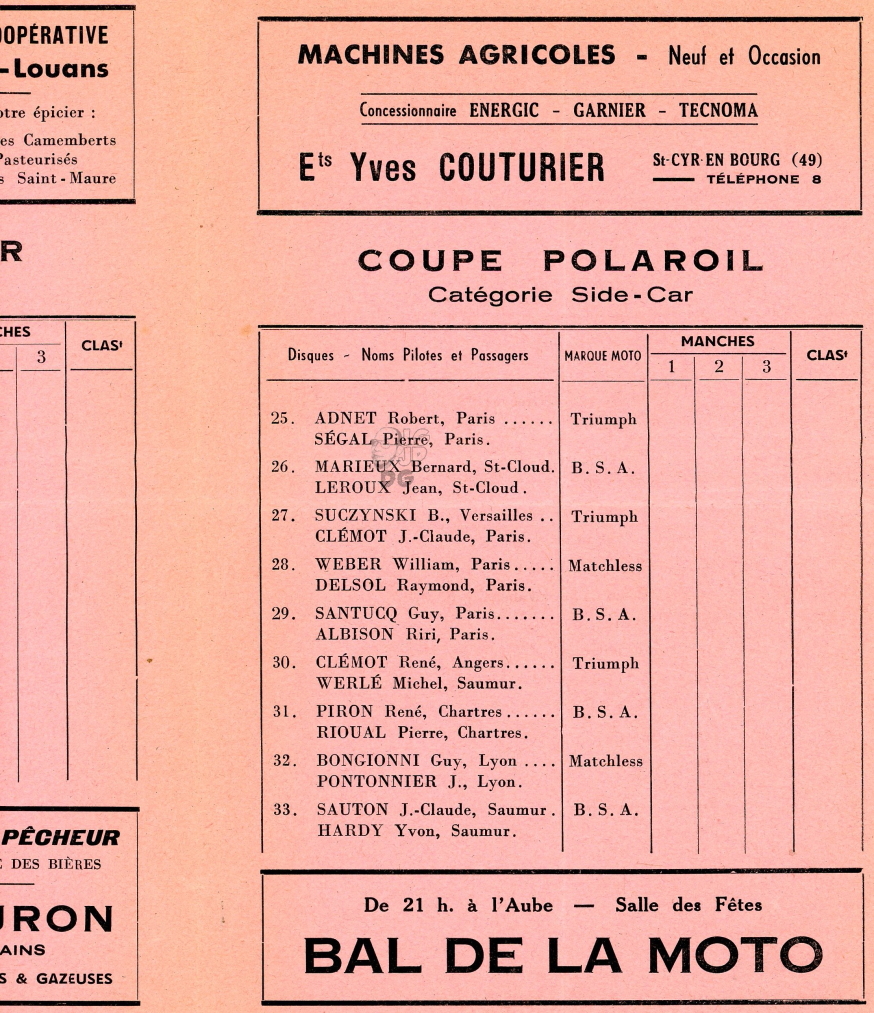 OOPÉRATIVE
-Louans
otre épicier :
es Camemberts
Pasteurisés
s Saint-Maure
R
CHES
3
CLAST
PÊCHEUR
E DES BIÈRES
URON
AINS
S & GAZEUSES
MACHINES AGRICOLES - Neuf et Occasion
Concessionnaire ENERGIC - GARNIER - TECNOMA
Ets Yves COUTURIER
St-CYR-EN BOURG (49)
TÉLÉPHONE 8
COUPE POLAROIL
Catégorie Side-Car
Disques - Noms Pilotes et Passagers MARQUE MOTO MANCHES CLAST
1 2 3
25. ADNET Robert, Paris ...... Triumph
SÉGAL Pierre, Paris.
26. MARIEUX Bernard, St-Cloud. B. S. A.
LEROUX Jean, St-Cloud.
27. SUCZYNSKI B., Versailles .. Triumph
CLÉMOT J.-Claude, Paris.
28. WEBER William, Paris..... Matchless
DELSOL Raymond, Paris.
29. SANTUCQ Guy, Paris....... B. S. A.
ALBISON Riri, Paris.
30. CLÉMOT René, Angers...... Triumph
WERLÉ Michel, Saumur.
31. PIRON René, Chartres...... B. S. A.
RIOUAL Pierre, Chartres.
32. BONGIONNI Guy, Lyon .... Matchless
PONTONNIER J., Lyon.
33. SAUTON J.-Claude, Saumur. B. S. A.
HARDY Yvon, Saumur.
De 21 h. à l'Aube — Salle des Fêtes
BAL DE LA MOTO